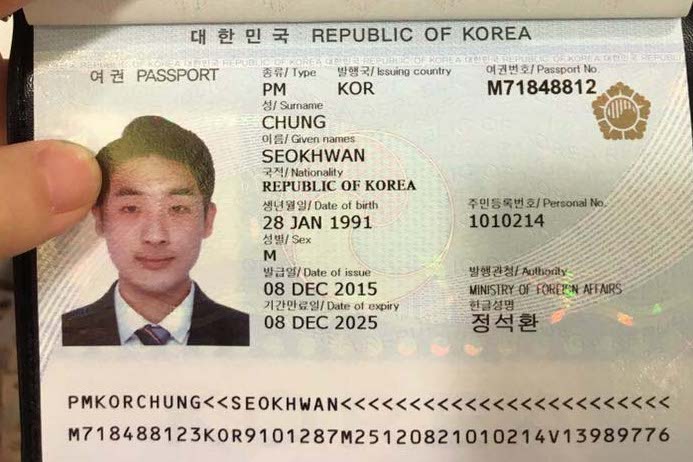 대한민국 REPUBLIC OF KOREA
여권 PASSPORT
종류/ Type 발행국/ Issuing country 여권번호/ Passport No.
PM KOR M71848812
성/ Surname
CHUNG
이름/ Given names
SEOKHWAN
국적/ Nationality
REPUBLIC OF KOREA
생년월일/ Date of birth 주민등록번호/ Personal No.
28 JAN 1991 1010214
성별/ Sex
M
발급일/ Date of issue 발행관청/ Authority
08 DEC 2015 MINISTRY OF FOREIGN AFFAIRS
기간만료일/ Date of expiry 한글성명
08 DEC 2025 정석환
PMKORCHUNG<<SEOKHWAN<<<<<<<<<<<<<<<<<<<<<<<<
M718488123KOR9101287M25120821010214V13989776